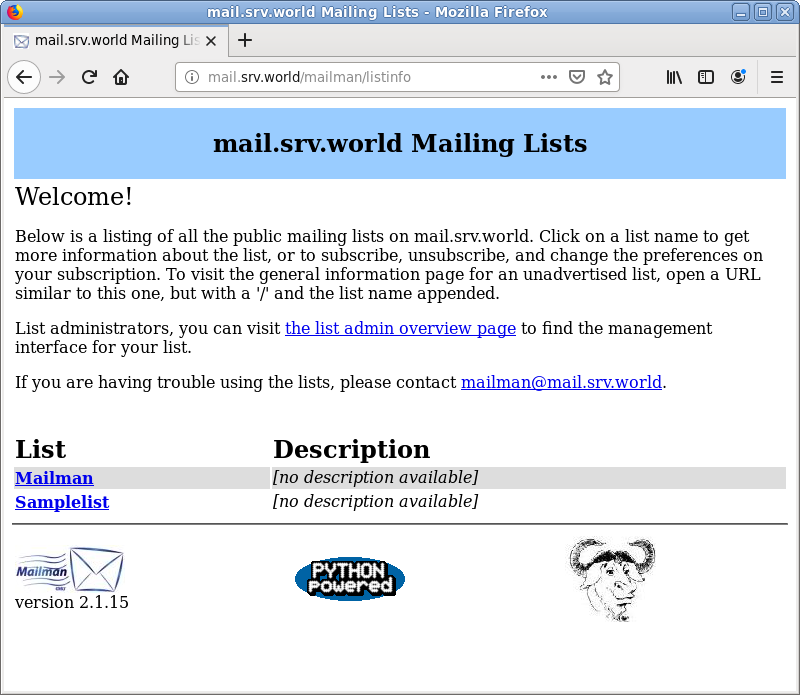 mail.srv.world Mailing Lists - Mozilla Firefox
mail.srv.world Mailing Lis
mail.srv.world/mailman/listinfo
mail.srv.world Mailing Lists
Welcome!
Below is a listing of all the public mailing lists on mail.srv.world. Click on a list name to get
more information about the list, or to subscribe, unsubscribe, and change the preferences on
your subscription. To visit the general information page for an unadvertised list, open a URL
similar to this one, but with a '/' and the list name appended.
List administrators, you can visit the list admin overview page to find the management
interface for your list.
If you are having trouble using the lists, please contact mailman@mail.srv.world.
List Description
Mailman [no description available]
Samplelist [no description available]
Mailman
PYTHON
Powered
version 2.1.15